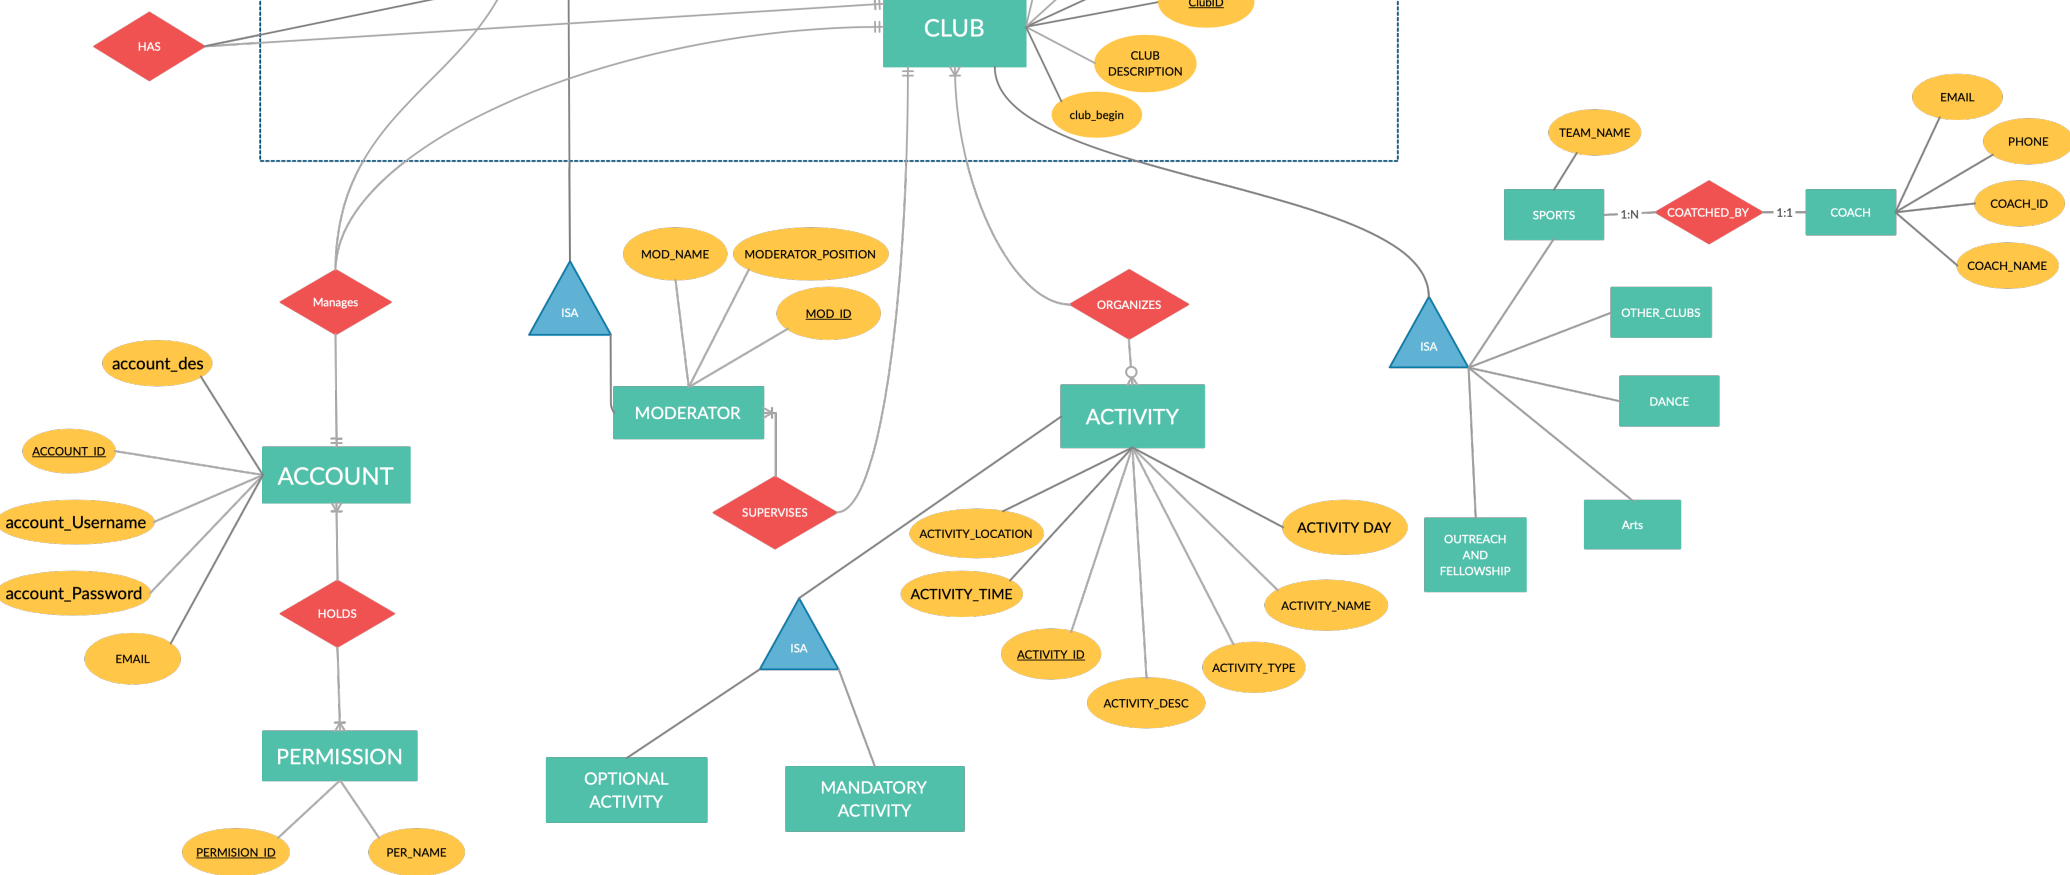 ClubID
CLUB
HAS
CLUB
DESCRIPTION
club_begin
EMAIL
TEAM_NAME
PHONE
COACH_ID
SPORTS
1:N
COATCHED_BY
1:1
COACH
COACH_NAME
MOD_NAME
MODERATOR_POSITION
Manages
ISA
MOD_ID
ORGANIZES
OTHER_CLUBS
ISA
account_des
MODERATOR
ACTIVITY
DANCE
ACCOUNT_ID
ACCOUNT
SUPERVISES
account_Username
ACTIVITY_LOCATION
ACTIVITY DAY
Arts
OUTREACH
AND
FELLOWSHIP
account_Password
ACTIVITY_TIME
ACTIVITY_NAME
HOLDS
ISA
ACTIVITY_ID
EMAIL
ACTIVITY_TYPE
ACTIVITY_DESC
PERMISSION
OPTIONAL
ACTIVITY
MANDATORY
ACTIVITY
PERMISION_ID
PER_NAME